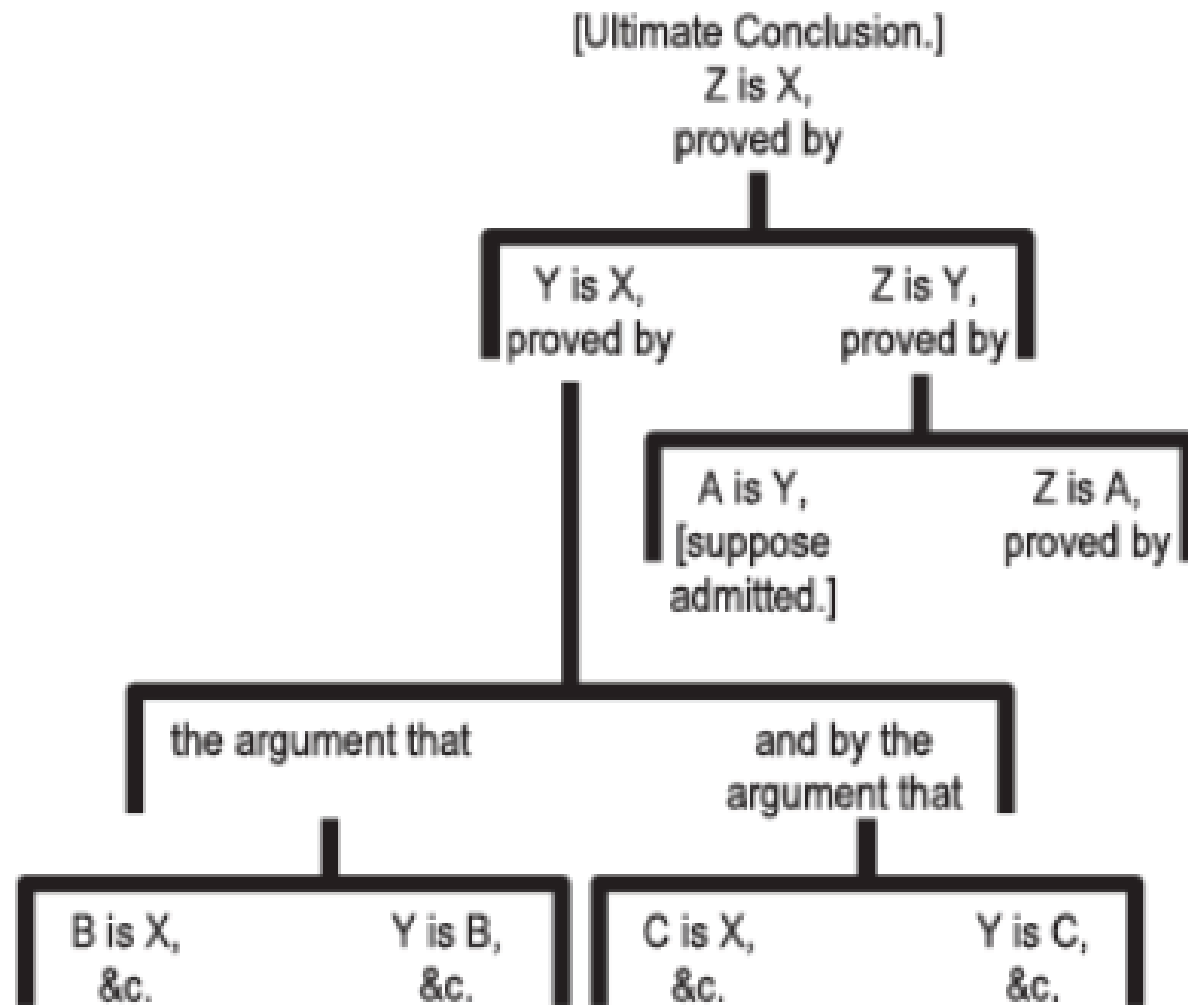 [Ultimate Conclusion.]
Z is X,
proved by
Y is X,
proved by
Z is Y,
proved by
A is Y,
[suppose
admitted.]
Z is A,
proved by
the argument that
and by the
argument that
B is X,
&c.
Y is B,
&c.
C is X,
&c.
Y is C,
&c.